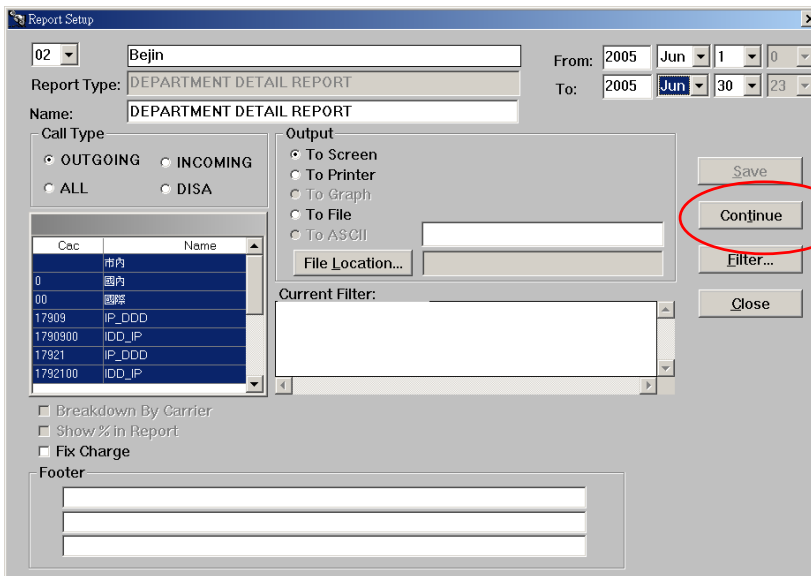 Report Setup
02 Bejin From: 2005 Jun 1 0
Report Type: DEPARTMENT DETAIL REPORT To: 2005 Jun 30 23
Name: DEPARTMENT DETAIL REPORT
Call Type
OUTGOING INCOMING
ALL DISA
Output
To Screen
To Printer
To Graph
To File
To ASCII
File Location...
Save
Continue
Filter...
Close
Cac Name
市內
0 國內
00 國際
17909 IP_DDD
1790900 IDD_IP
17921 IP_DDD
1792100 IDD_IP
Current Filter:
Breakdown By Carrier
Show % in Report
Fix Charge
Footer